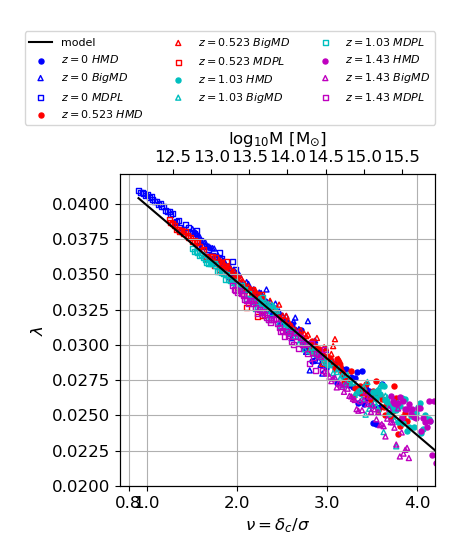 model
z = 0 HMD
z = 0 BigMD
z = 0 MDPL
z = 0.523 HMD
z = 0.523 BigMD
z = 0.523 MDPL
z = 1.03 HMD
z = 1.03 BigMD
z = 1.03 MDPL
z = 1.43 HMD
z = 1.43 BigMD
z = 1.43 MDPL
log₁₀M [M☉]
12.5 13.0 13.5 14.0 14.5 15.0 15.5
0.0400
0.0375
0.0350
0.0325
0.0300
0.0275
0.0250
0.0225
0.0200
λ
0.8 1.0 2.0 3.0 4.0
ν = δ_c/σ